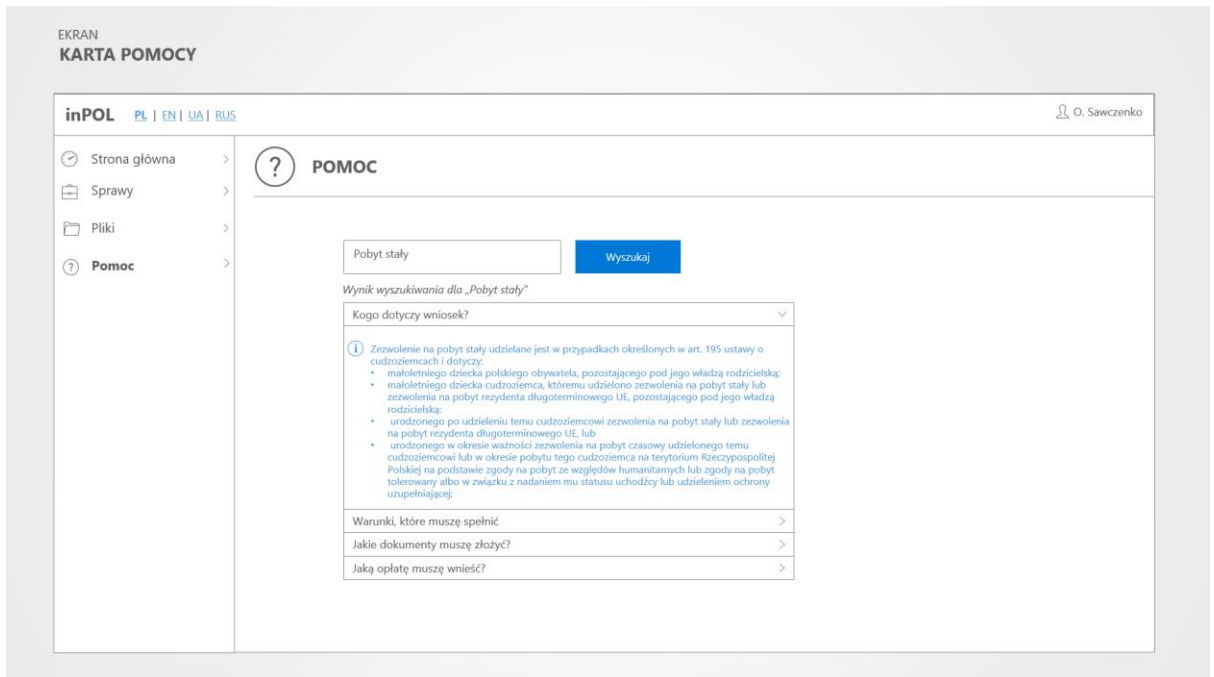 EKRAN
KARTA POMOCY
inPOL PL | EN | UA | RUS
O. Sawczenko
Strona główna
Sprawy
Pliki
Pomoc
? POMOC
Pobyt stały
Wyszukaj
Wynik wyszukiwania dla „Pobyt stały”
Kogo dotyczy wniosek?
Zezwolenie na pobyt stały udzielane jest w przypadkach określonych w art. 195 ustawy o
cudzoziemcach i dotyczy:
• małoletniego dziecka polskiego obywatela, pozostającego pod jego władzą rodzicielską;
• małoletniego dziecka cudzoziemca, któremu udzielono zezwolenia na pobyt stały lub
zezwolenia na pobyt rezydenta długoterminowego UE, pozostającego pod jego władzą
rodzicielską:
• urodzonego po udzieleniu temu cudzoziemcowi zezwolenia na pobyt stały lub zezwolenia
na pobyt rezydenta długoterminowego UE, lub
• urodzonego w okresie ważności zezwolenia na pobyt czasowy udzielonego temu
cudzoziemcowi lub w okresie pobytu tego cudzoziemca na terytorium Rzeczypospolitej
Polskiej na podstawie zgody na pobyt ze względów humanitarnych lub zgody na pobyt
tolerowany albo w związku z nadaniem mu statusu uchodźcy lub udzieleniem ochrony
uzupełniającej;
Warunki, które muszę spełnić
Jakie dokumenty muszę złożyć?
Jaką opłatę muszę wnieść?